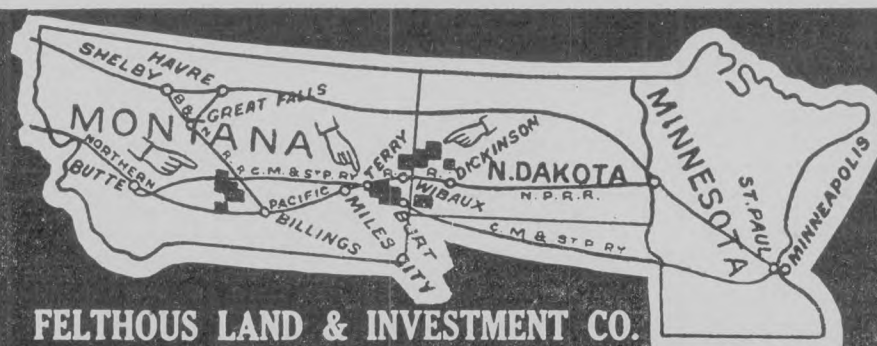 SHELBY
HAVRE
GREAT FALLS
B & N
R.R.
MONTANA
NORTHERN
PACIFIC
BUTTE
BILLINGS
C.M. & ST P. RY
MILES
CITY
TERRY
BURT
WIBAUX
R. R.
DICKINSON
N. DAKOTA
N.P.R.R.
C.M & ST P RY
MINNESOTA
ST. PAUL
MINNEAPOLIS
FELTHOUS LAND & INVESTMENT CO.